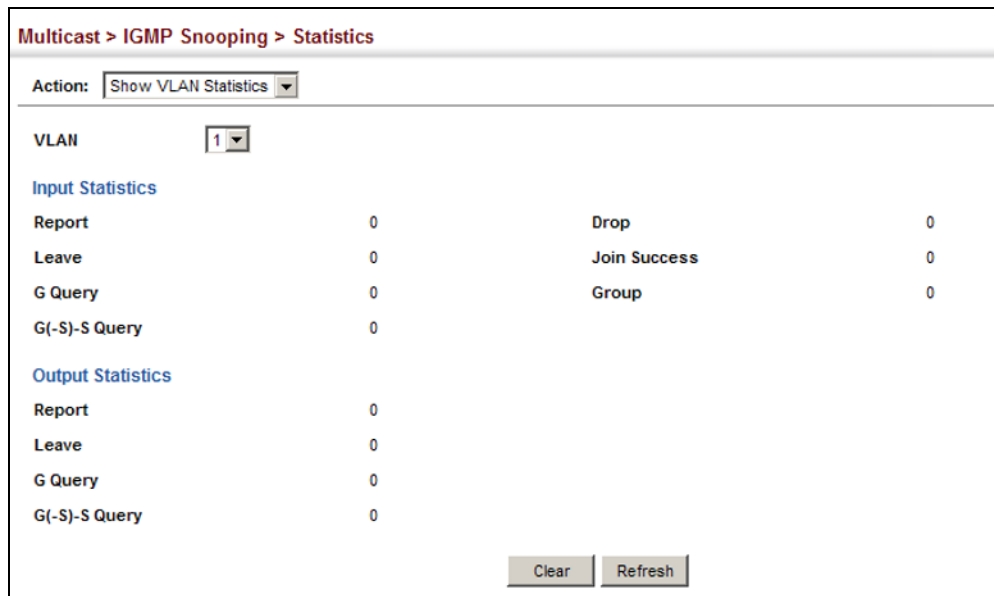 Multicast > IGMP Snooping > Statistics
Action: Show VLAN Statistics
VLAN 1
Input Statistics
Report 0 Drop 0
Leave 0 Join Success 0
G Query 0 Group 0
G(-S)-S Query 0
Output Statistics
Report 0
Leave 0
G Query 0
G(-S)-S Query 0
Clear Refresh